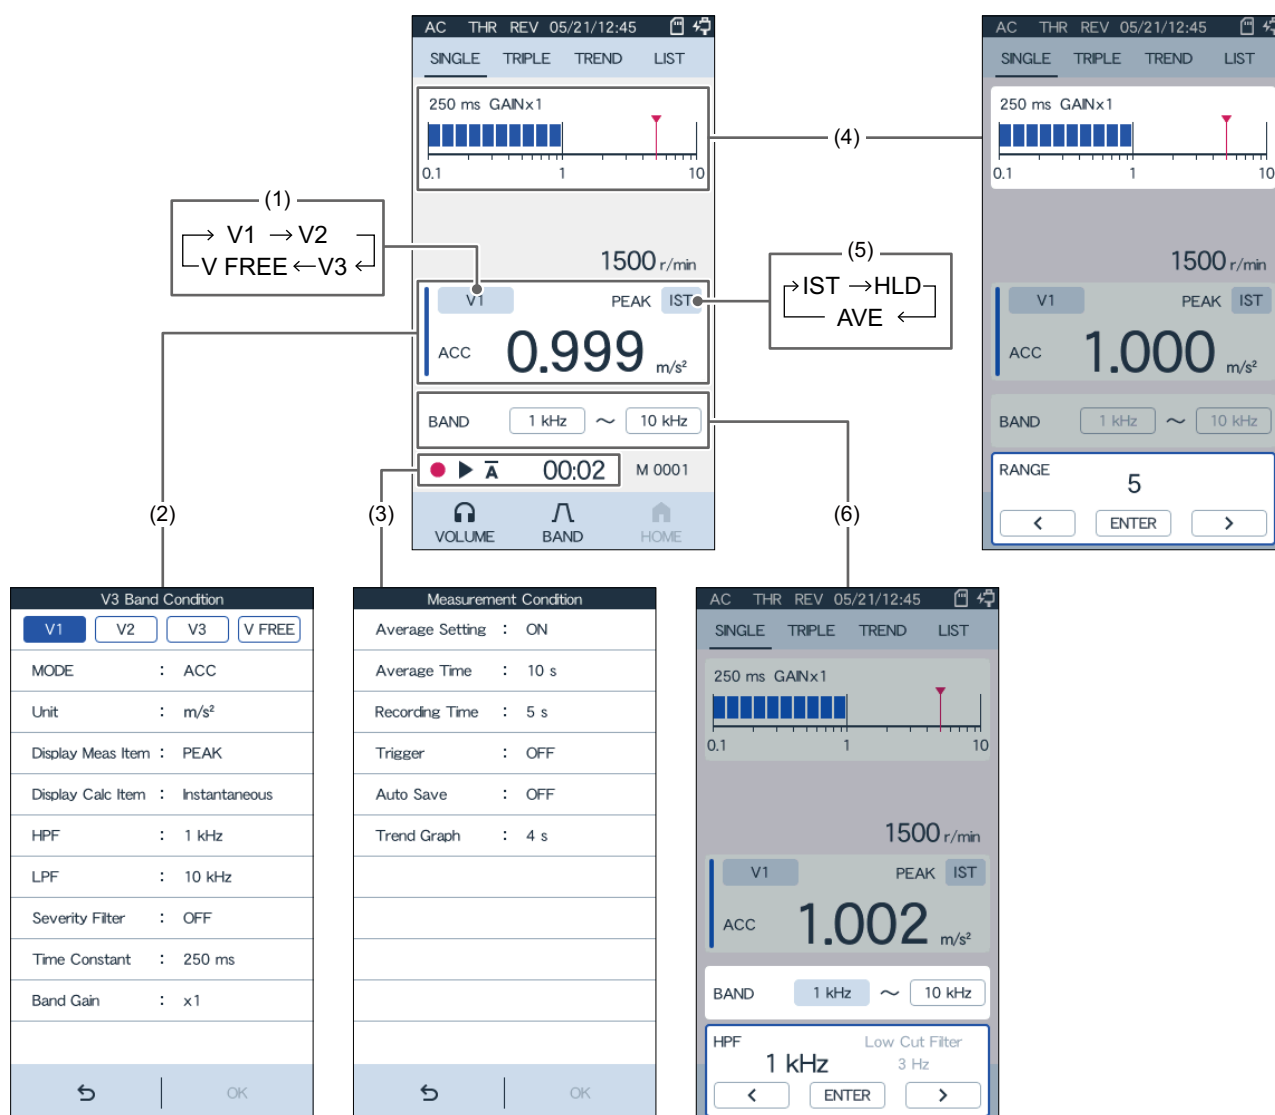 AC THR REV 05/21/12:45
SINGLE TRIPLE TREND LIST
250 ms GAIN×1
0.1 1 10
1500 r/min
V1 PEAK IST
ACC 0.999 m/s²
BAND 1 kHz ～ 10 kHz
A 00:02 M 0001
VOLUME BAND HOME
(1)
→ V1 → V2
V FREE ← V3 ←
(2)
(3)
(4)
(5)
→IST →HLD
AVE ←
(6)
AC THR REV 05/21/12:45
SINGLE TRIPLE TREND LIST
250 ms GAIN×1
0.1 1 10
1500 r/min
V1 PEAK IST
ACC 1.000 m/s²
BAND 1 kHz ～ 10 kHz
RANGE
5
< ENTER >
V3 Band Condition
V1 V2 V3 V FREE
MODE : ACC
Unit : m/s²
Display Meas Item : PEAK
Display Calc Item : Instantaneous
HPF : 1 kHz
LPF : 10 kHz
Severity Filter : OFF
Time Constant : 250 ms
Band Gain : x1
OK
Measurement Condition
Average Setting : ON
Average Time : 10 s
Recording Time : 5 s
Trigger : OFF
Auto Save : OFF
Trend Graph : 4 s
OK
AC THR REV 05/21/12:45
SINGLE TRIPLE TREND LIST
250 ms GAIN×1
0.1 1 10
1500 r/min
V1 PEAK IST
ACC 1.002 m/s²
BAND 1 kHz ～ 10 kHz
HPF Low Cut Filter
1 kHz 3 Hz
< ENTER >